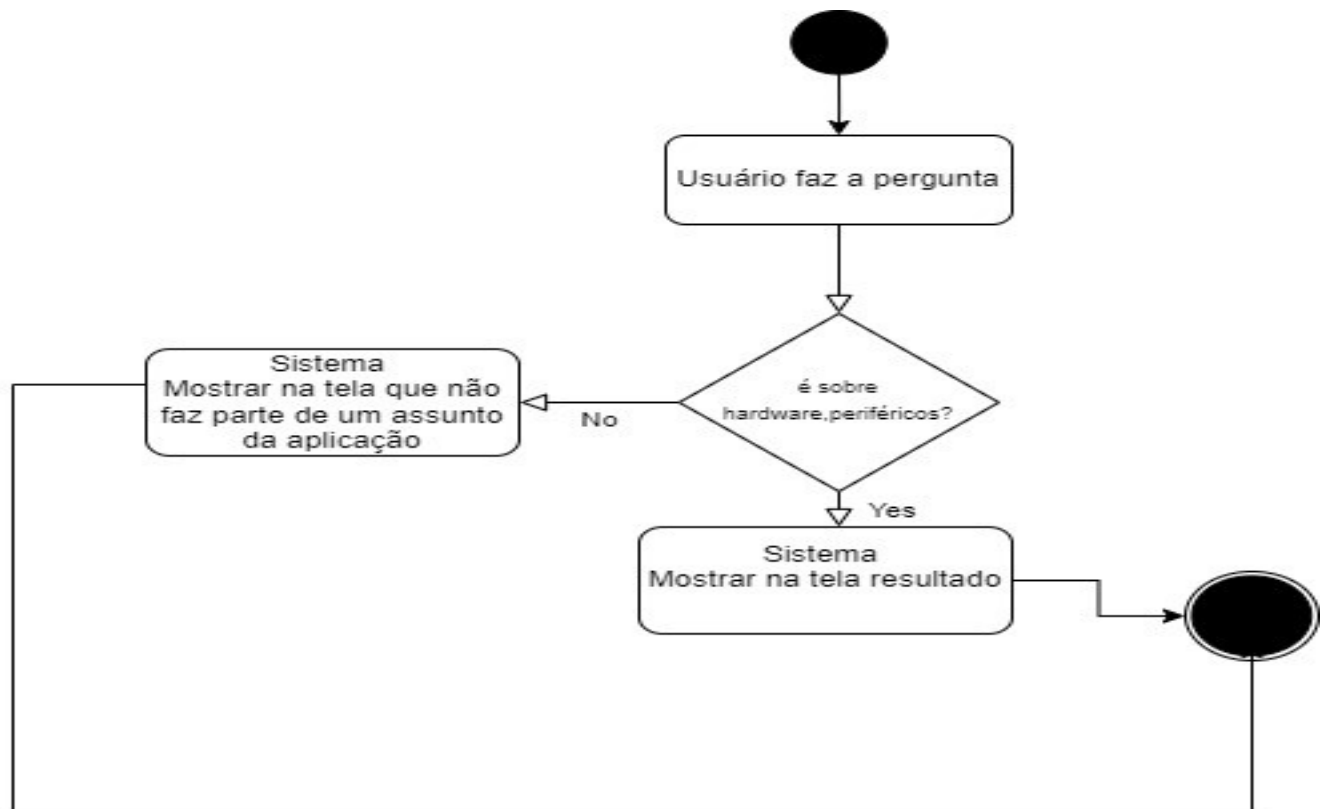 Usuário faz a pergunta
é sobre
hardware,periféricos?
No
Sistema
Mostrar na tela que não
faz parte de um assunto
da aplicação
Yes
Sistema
Mostrar na tela resultado